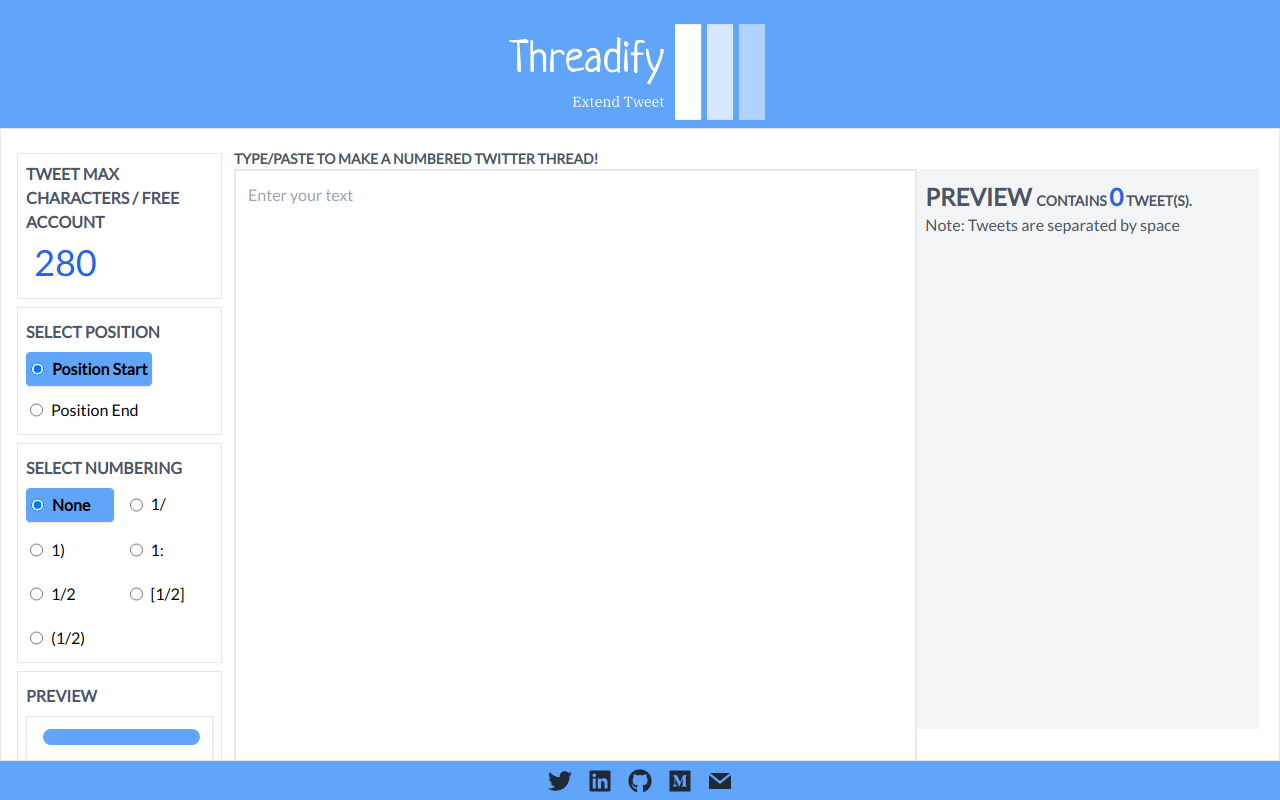 Threadify
Extend Tweet
TWEET MAX
CHARACTERS / FREE
ACCOUNT
280
SELECT POSITION
Position Start
Position End
SELECT NUMBERING
None
1/
1)
1:
1/2
[1/2]
(1/2)
PREVIEW
TYPE/PASTE TO MAKE A NUMBERED TWITTER THREAD!
Enter your text
PREVIEW CONTAINS 0 TWEET(S).
Note: Tweets are separated by space